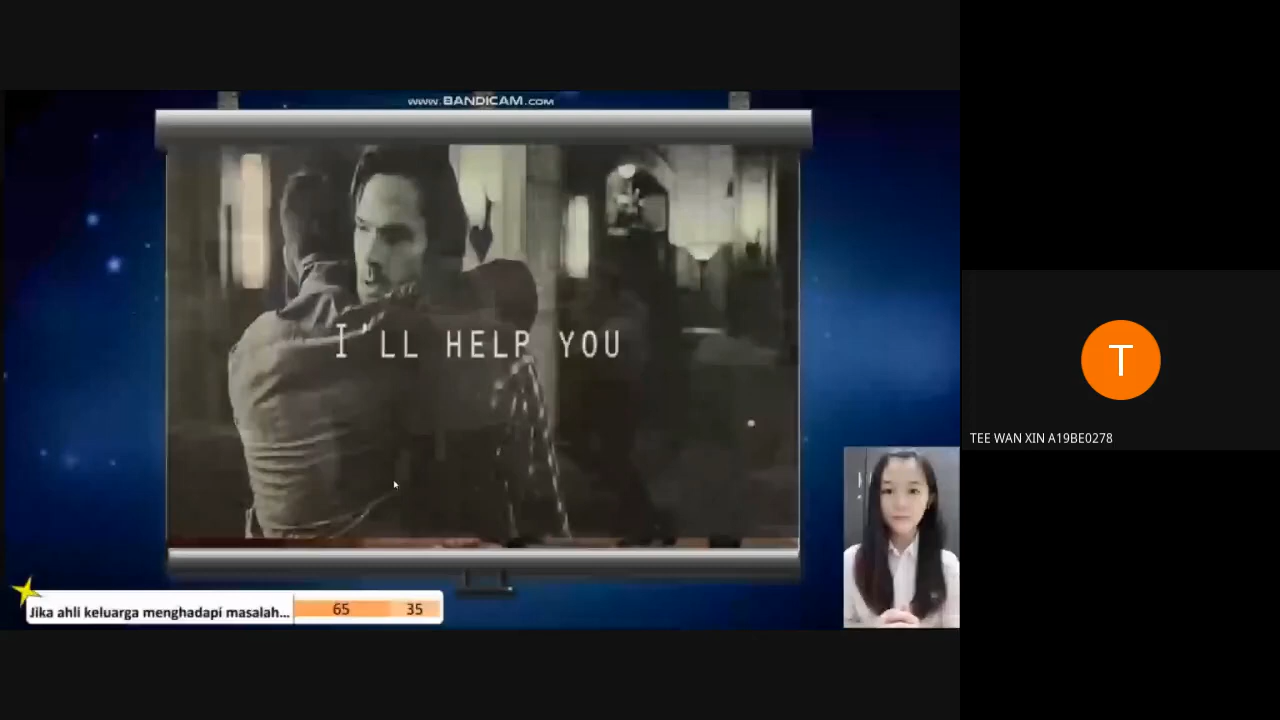 www.BANDICAM.com
I'LL HELP YOU
Jika ahli keluarga menghadapi masalah...
65
35
T
TEE WAN XIN A19BE0278